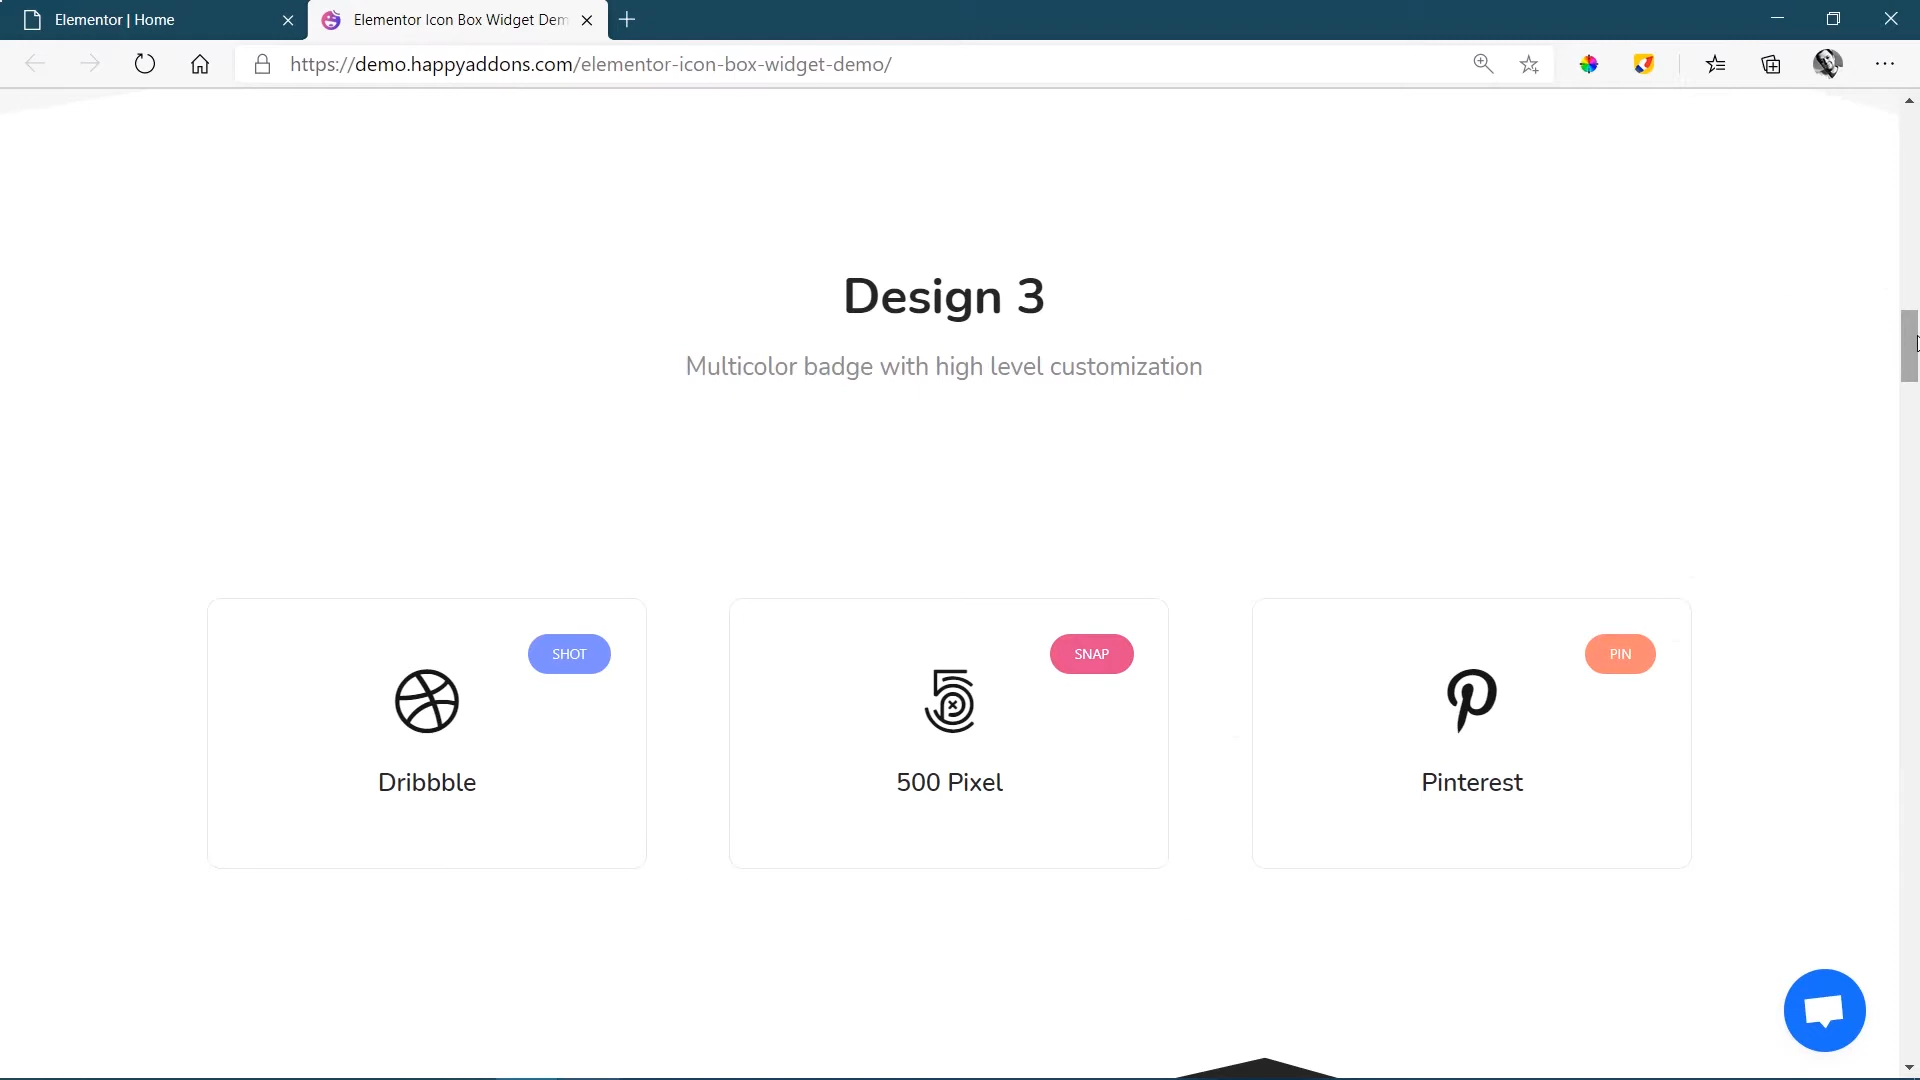 Elementor | Home
Elementor Icon Box Widget Dem
https://demo.happyaddons.com/elementor-icon-box-widget-demo/
Design 3
Multicolor badge with high level customization
SHOT
SNAP
PIN
Dribbble
500 Pixel
Pinterest